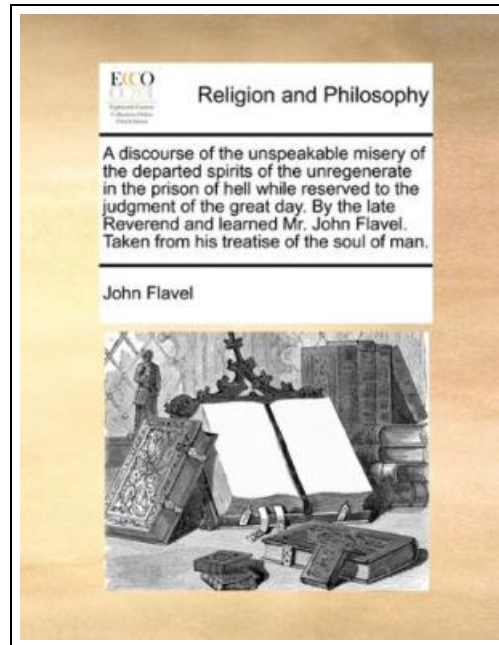 ECCO
Religion and Philosophy
A discourse of the unspeakable misery of
the departed spirits of the unregenerate
in the prison of hell while reserved to the
judgment of the great day. By the late
Reverend and learned Mr. John Flavel.
Taken from his treatise of the soul of man.
John Flavel